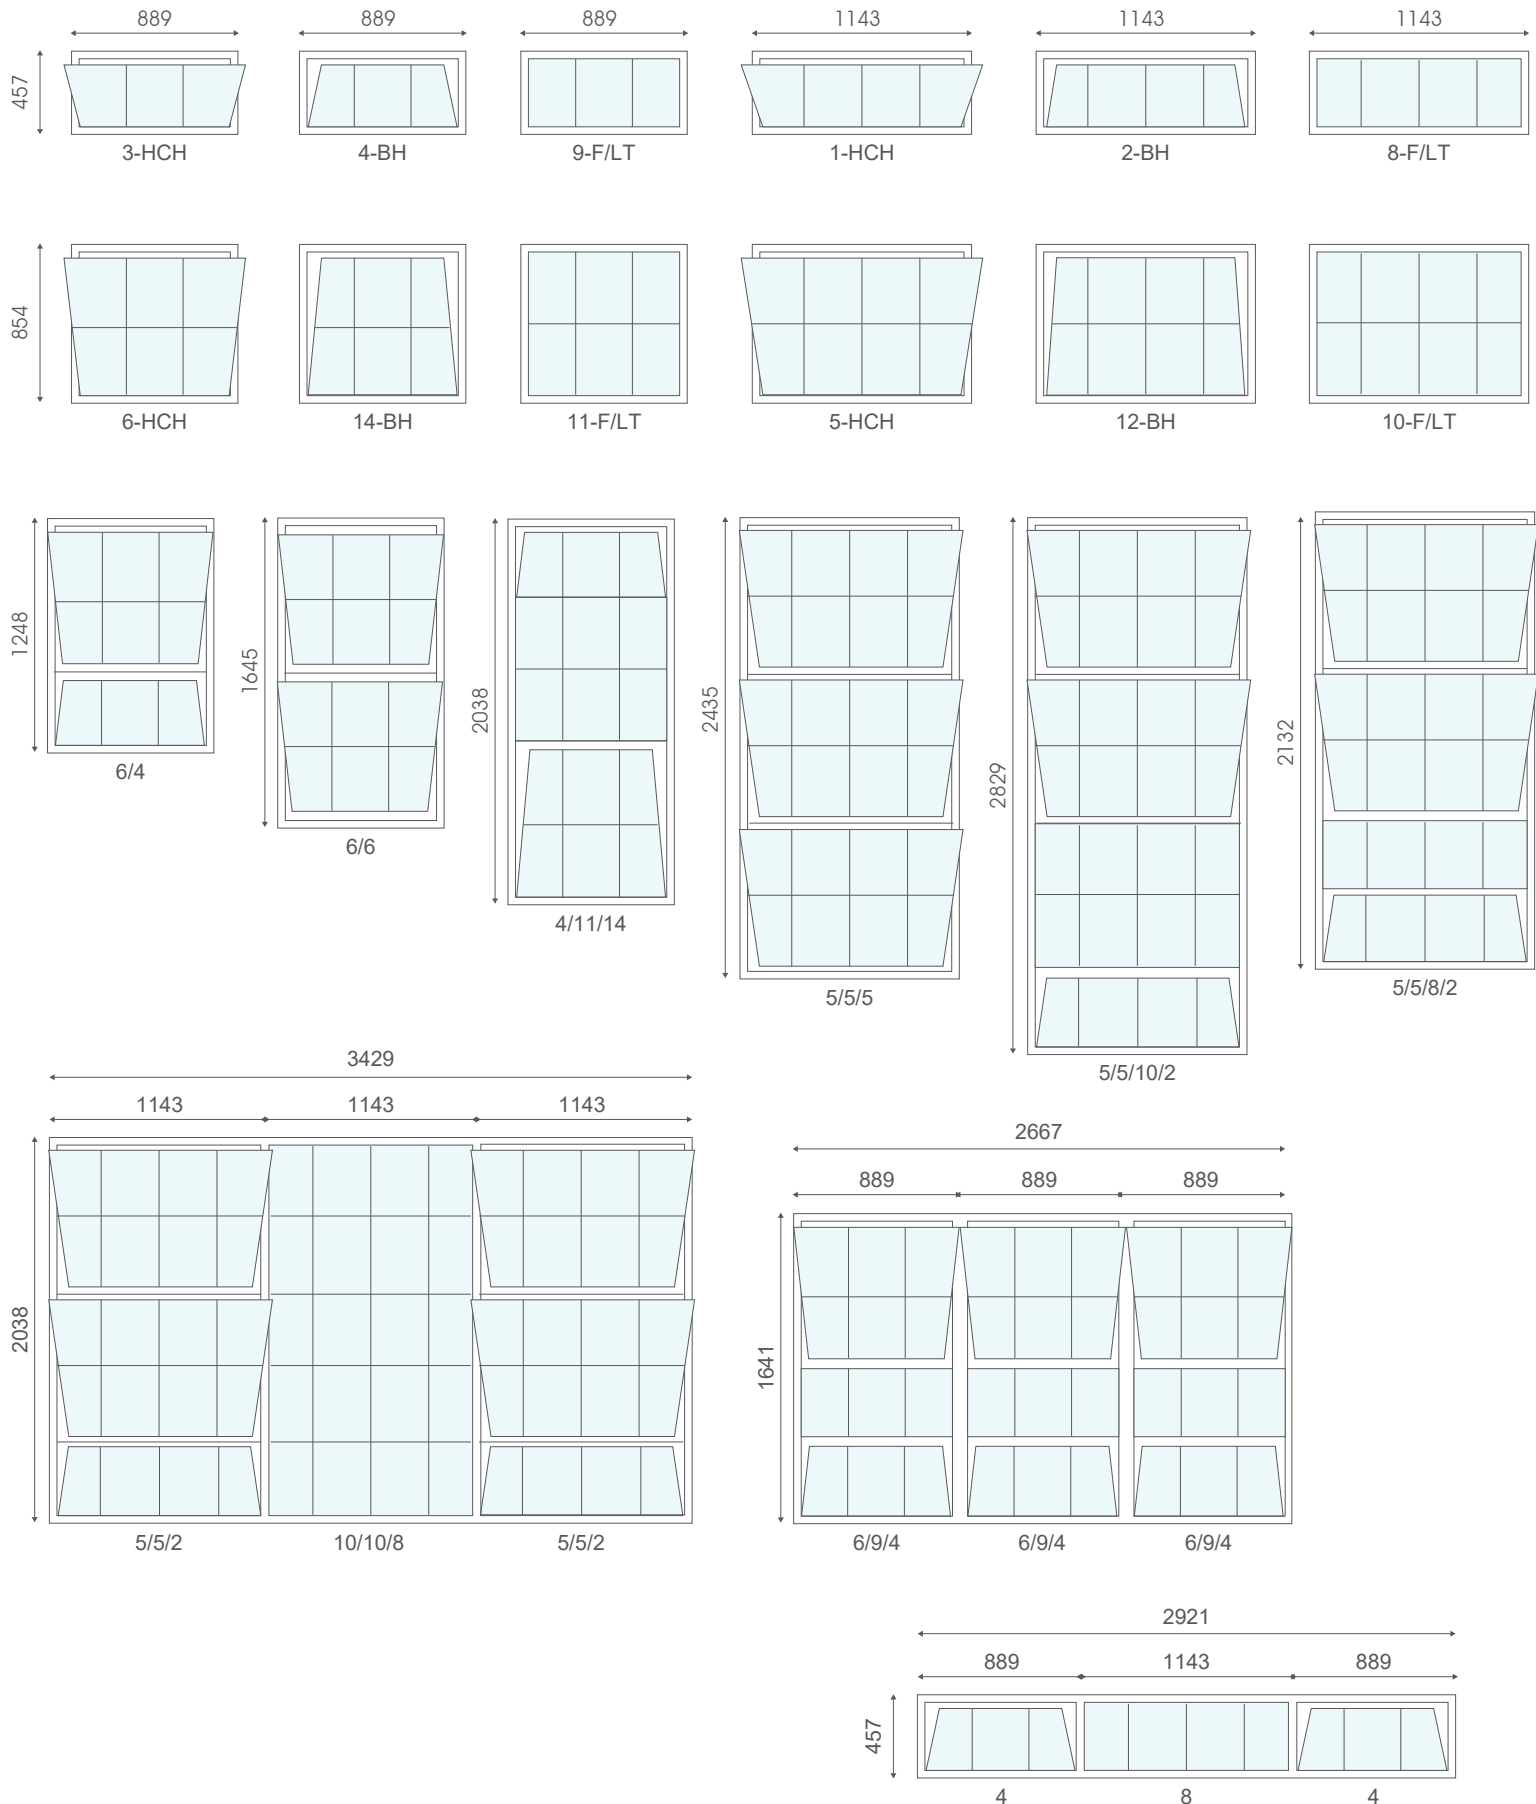 889 889 889 1143 1143 1143
457
3-HCH 4-BH 9-F/LT 1-HCH 2-BH 8-F/LT
854
6-HCH 14-BH 11-F/LT 5-HCH 12-BH 10-F/LT
1248
6/4
1645
6/6
2038
4/11/14
2435
5/5/5
2829
5/5/10/2
2132
5/5/8/2
3429
1143 1143 1143
2038
5/5/2 10/10/8 5/5/2
2667
889 889 889
1641
6/9/4 6/9/4 6/9/4
2921
889 1143 889
457
4 8 4